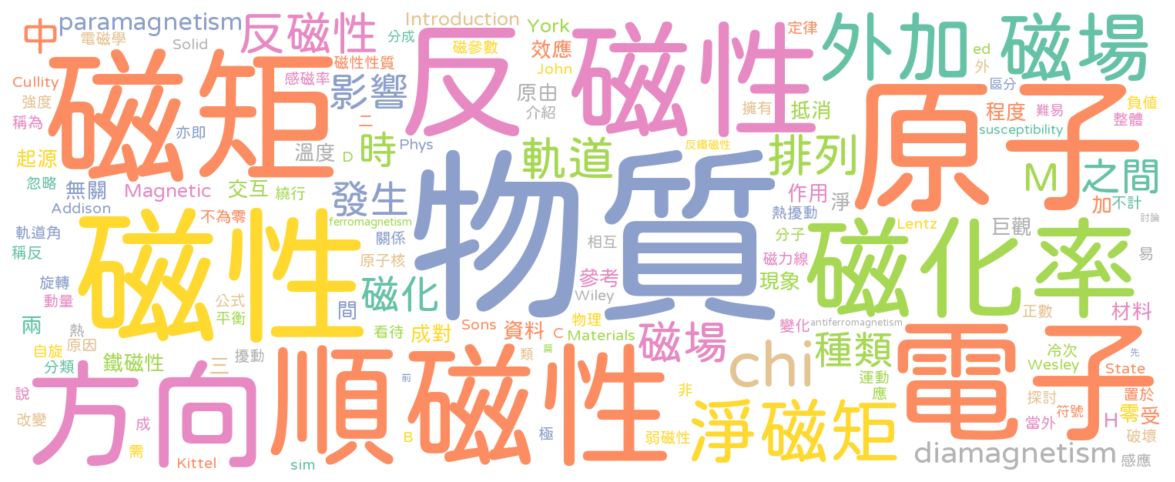 中
paramagnetism
反磁性
分成
Introduction
York
定律
外加
磁場
電磁學
Solid
磁性性質
磁參數
效應
ed
外
Cullity
磁矩
感磁率
影響
反磁性
John
原由
介紹
擁有
抵消
原子
區分
程度
難易
負值
整體
強度
稱為
亦即
二
susceptibility
起源
溫度
D
時
Phys
軌道
反鐵磁性
排列
M
之間
忽略
無關
Magnetic
交互
繞行
發生
物質
作用
淨
加
不計
Addison
不為零
ferromagnetism
熱擾動
Lentz
巨觀
討論
軌道角
稱反
磁性
關係
相互
分子
磁化率
易
原子核
磁力線
旋轉
動量
公式
平衡
間
磁化
參考
Wiley
現象
正數
材料
兩
熱
原因
看待
成對
Sons
資料
C
物理
Materials
變化
antiferromagnetism
自旋
分類
鐵磁性
三
擾動
順磁性
類
篇
磁場
chi
種類
電子
冷次
Wesley
先
State
方向
前
運動
應
說
改變
成
需
Kittel
sim
B
極
弱磁性
非
淨磁矩
探討
當外
符號
H
置於
零
受
破壞
diamagnetism
感應